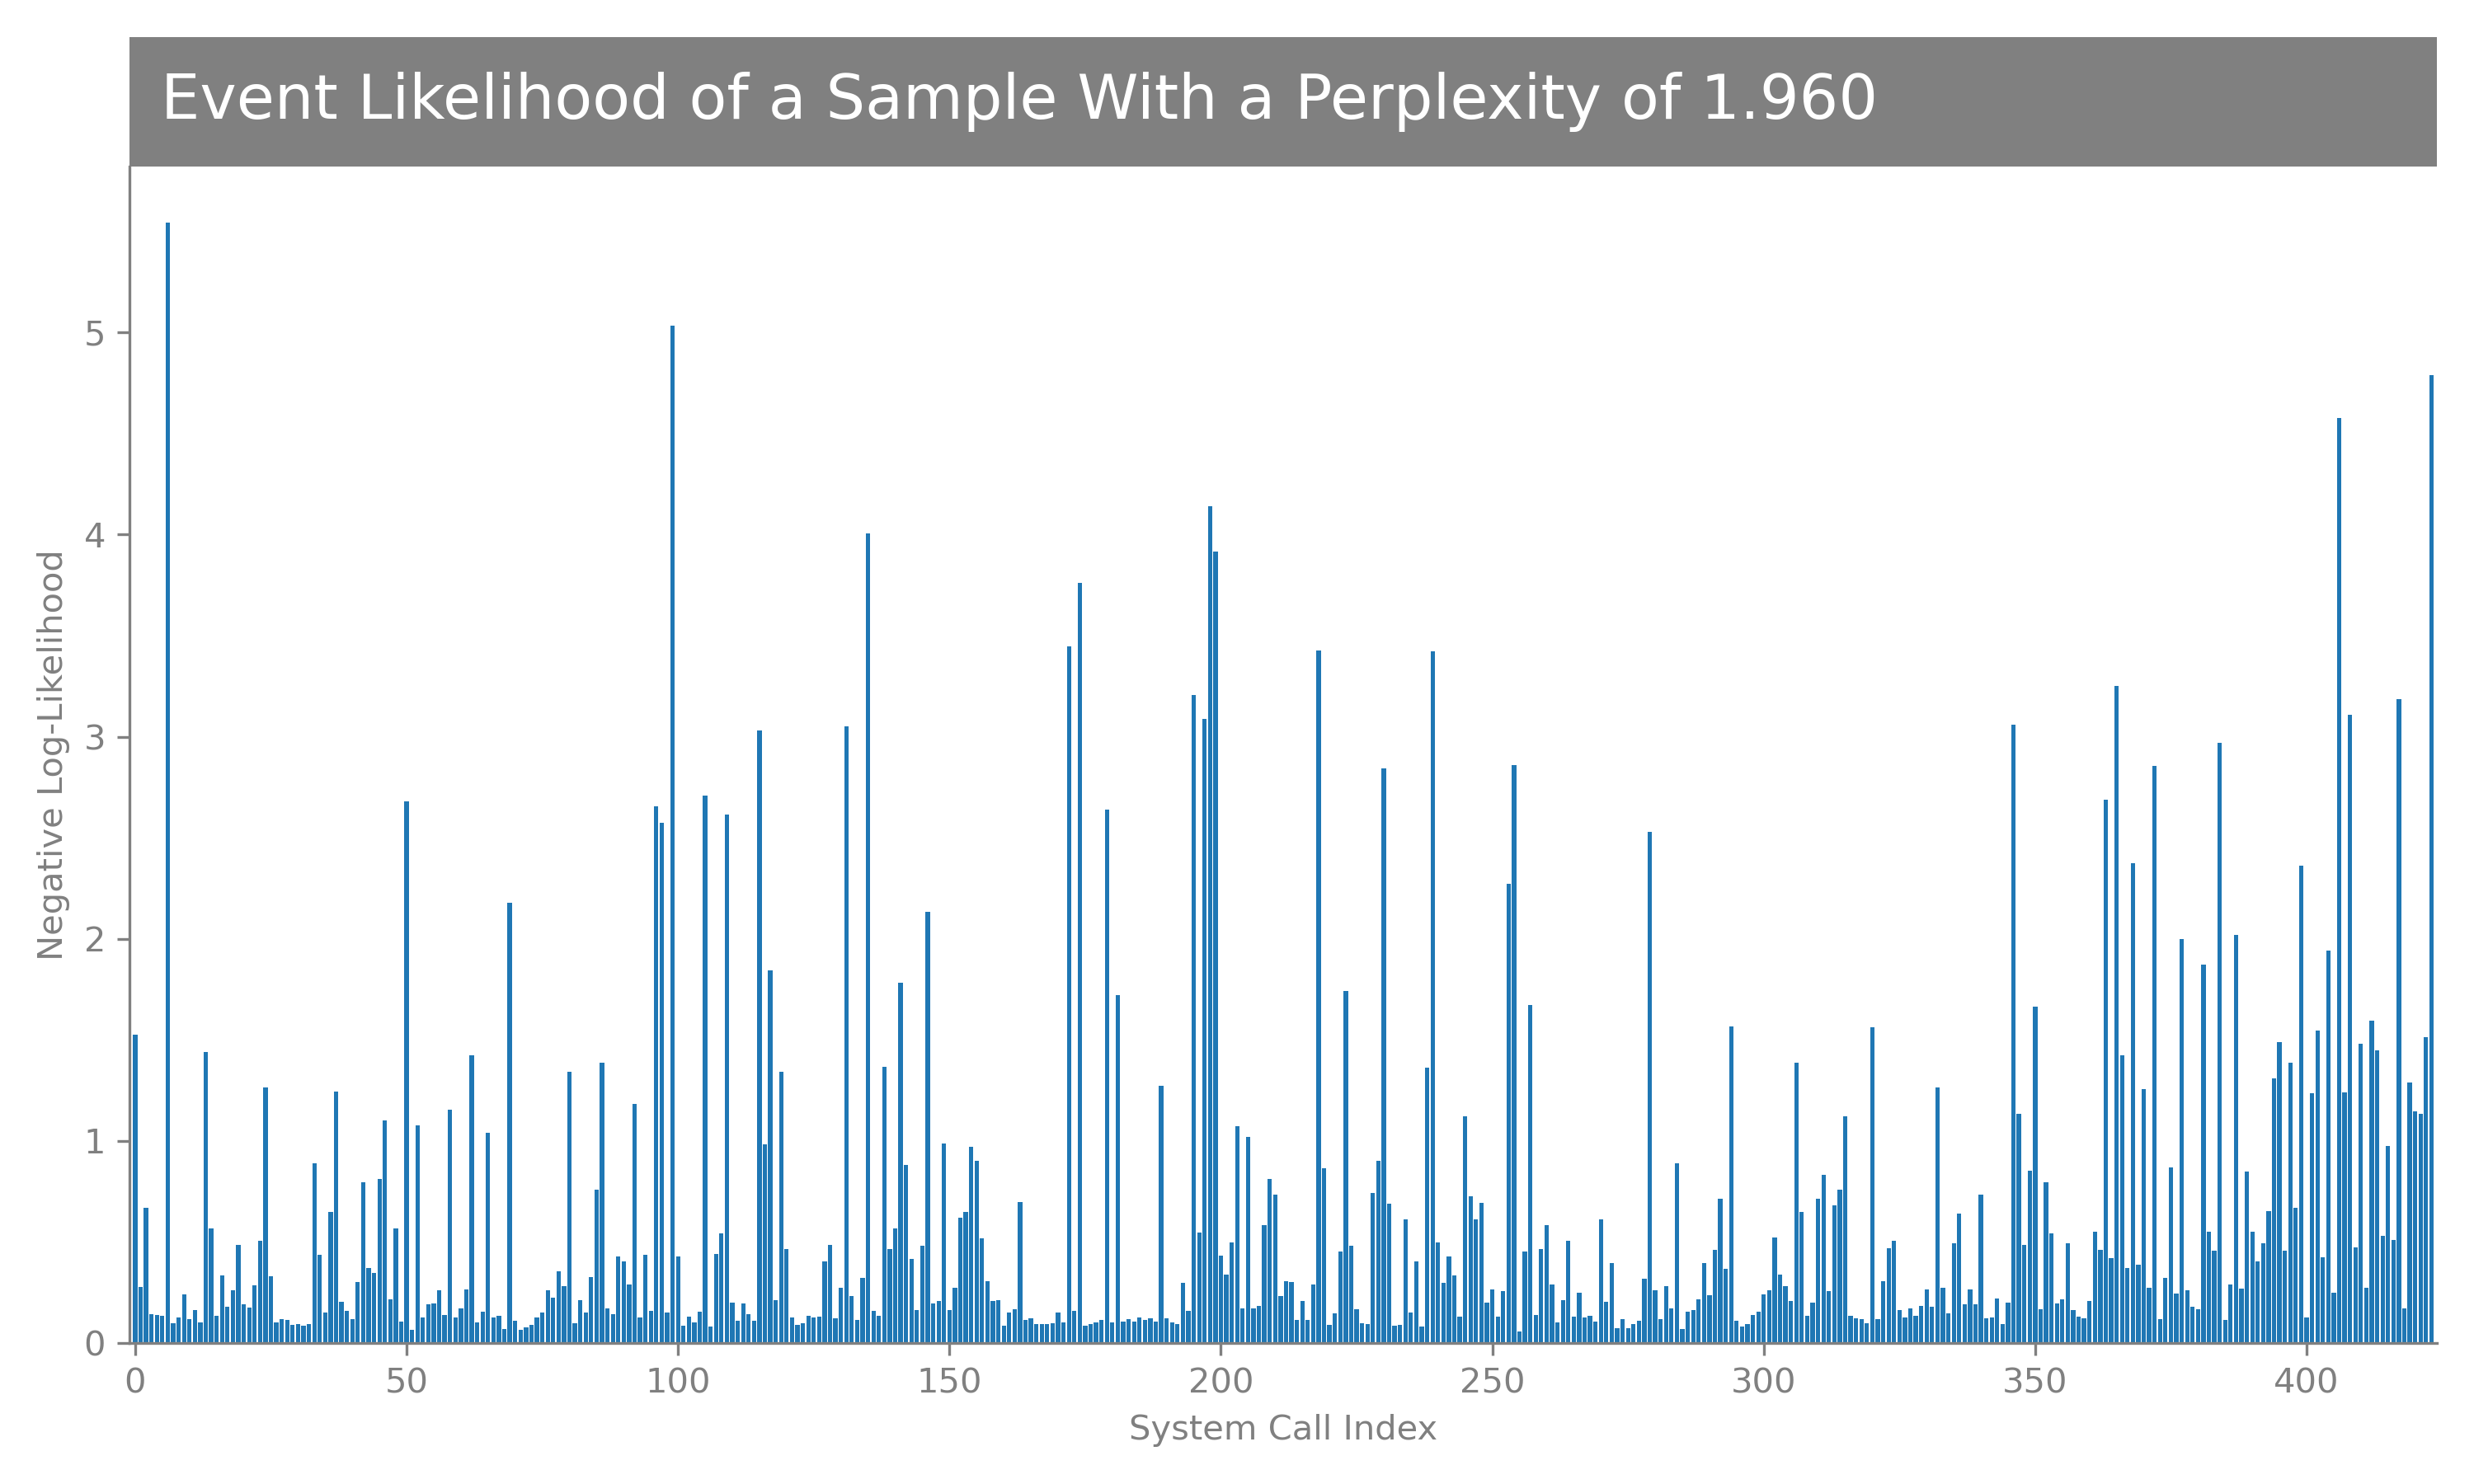 Event Likelihood of a Sample With a Perplexity of 1.960
Negative Log-Likelihood
5
4
3
2
1
0
0 50 100 150 200 250 300 350 400
System Call Index